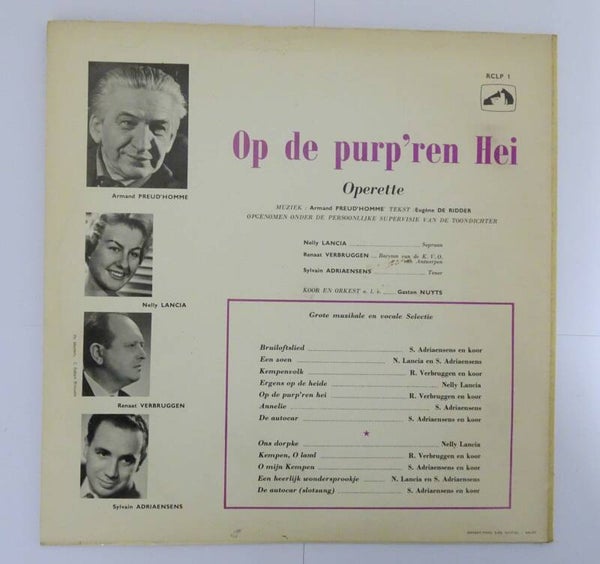 RCLP 1
Op de purp'ren Hei
Operette
MUZIEK : Armand PREUD'HOMME TEKST : Eugène DE RIDDER
OPGENOMEN ONDER DE PERSOONLIJKE SUPERVISIE VAN DE TOONDICHTER
Nelly LANCIA Sopraan
Renaat VERBRUGGEN Baryton van de K. V. O.
Antwerpen
Sylvain ADRIAENSENS Tenor
KOOR EN ORKEST o. l. v. Gaston NUYTS
Armand PREUD'HOMME
Nelly LANCIA
Renaat VERBRUGGEN
Sylvain ADRIAENSENS
Grote muzikale en vocale Selectie
Bruiloftslied S. Adriaensens en koor
Een zoen N. Lancia en S. Adriaensens
Kempenvolk R. Verbruggen en koor
Ergens op de heide Nelly Lancia
Op de purp'ren hei R. Verbruggen en koor
Annelie S. Adriaensens
De autocar S. Adriaensens en koor
★
Ons dorpke Nelly Lancia
Kempen, O land R. Verbruggen en koor
O mijn Kempen S. Adriaensens en koor
Een heerlijk wondersprookje N. Lancia en S. Adriaensens
De autocar (slotzang) S. Adriaensens en koor